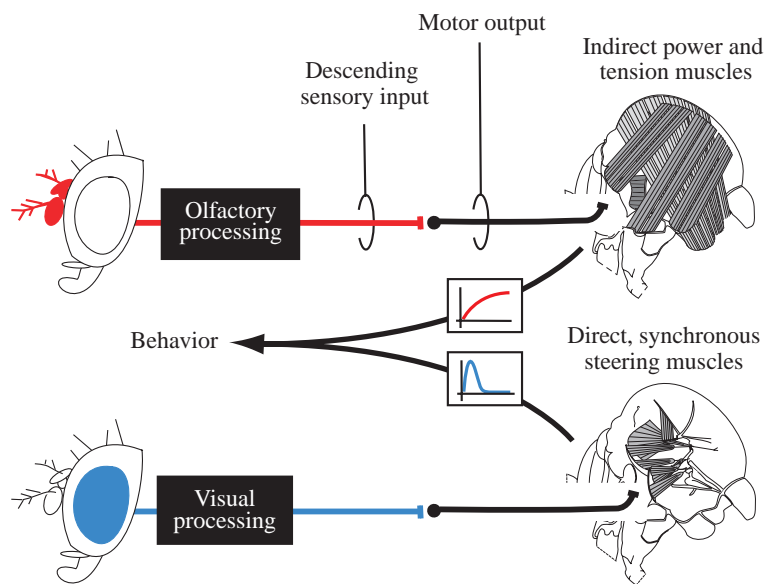 Motor output
Descending
sensory input
Indirect power and
tension muscles
Olfactory
processing
Behavior
Direct, synchronous
steering muscles
Visual
processing